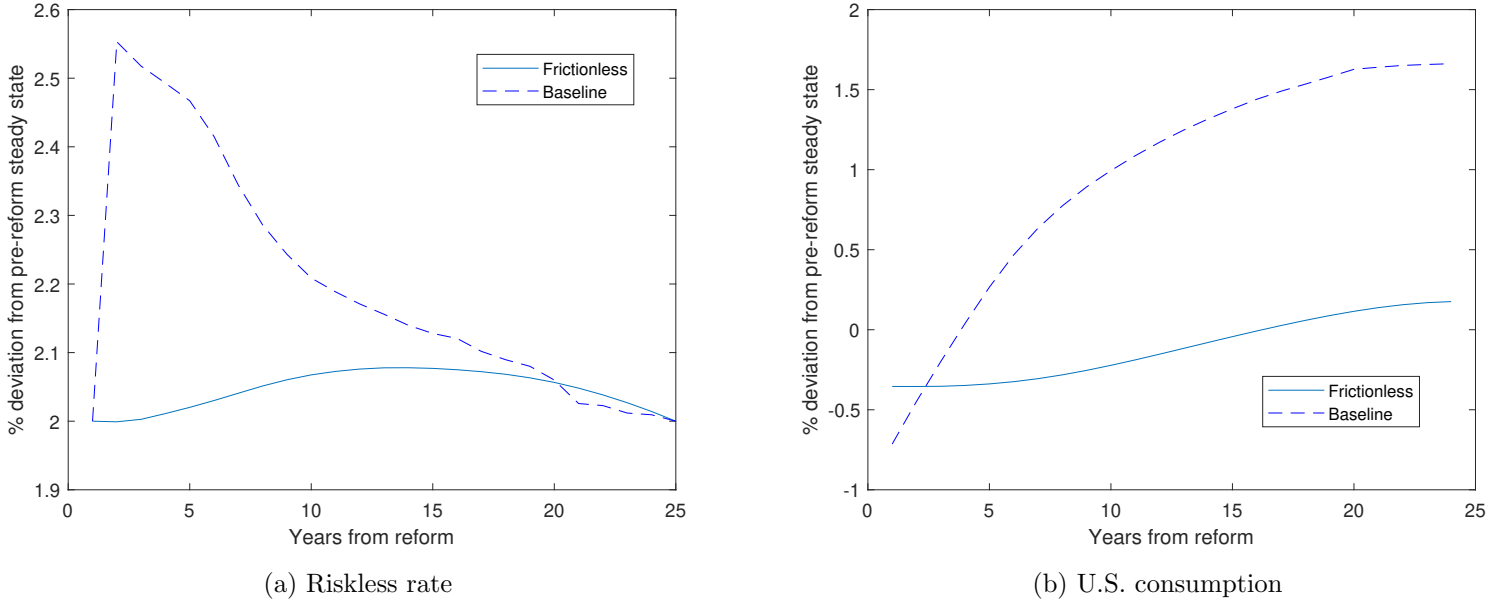 % deviation from pre-reform steady state
2.6
2.5
2.4
2.3
2.2
2.1
2
1.9
0 5 10 15 20 25
Years from reform
Frictionless
Baseline
(a) Riskless rate
% deviation from pre-reform steady state
2
1.5
1
0.5
0
-0.5
-1
0 5 10 15 20 25
Years from reform
Frictionless
Baseline
(b) U.S. consumption